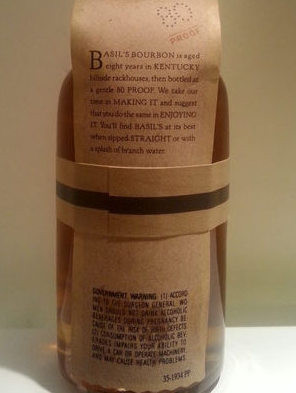 80
PROOF
BASIL'S BOURBON is aged
eight years in KENTUCKY
hillside rackhouses, then bottled at
a gentle 80 PROOF. We take our
time in MAKING IT and suggest
that you do the same in ENJOYING
IT. You'll find BASIL'S at its best
when sipped STRAIGHT or with
a splash of branch water.
GOVERNMENT WARNING: (1) ACCORD-
ING TO THE SURGEON GENERAL, WO-
MEN SHOULD NOT DRINK ALCOHOLIC
BEVERAGES DURING PREGNANCY BE-
CAUSE OF THE RISK OF BIRTH DEFECTS.
(2) CONSUMPTION OF ALCOHOLIC BEV-
ERAGES IMPAIRS YOUR ABILITY TO
DRIVE A CAR OR OPERATE MACHINERY,
AND MAY CAUSE HEALTH PROBLEMS.
35-1934 PP